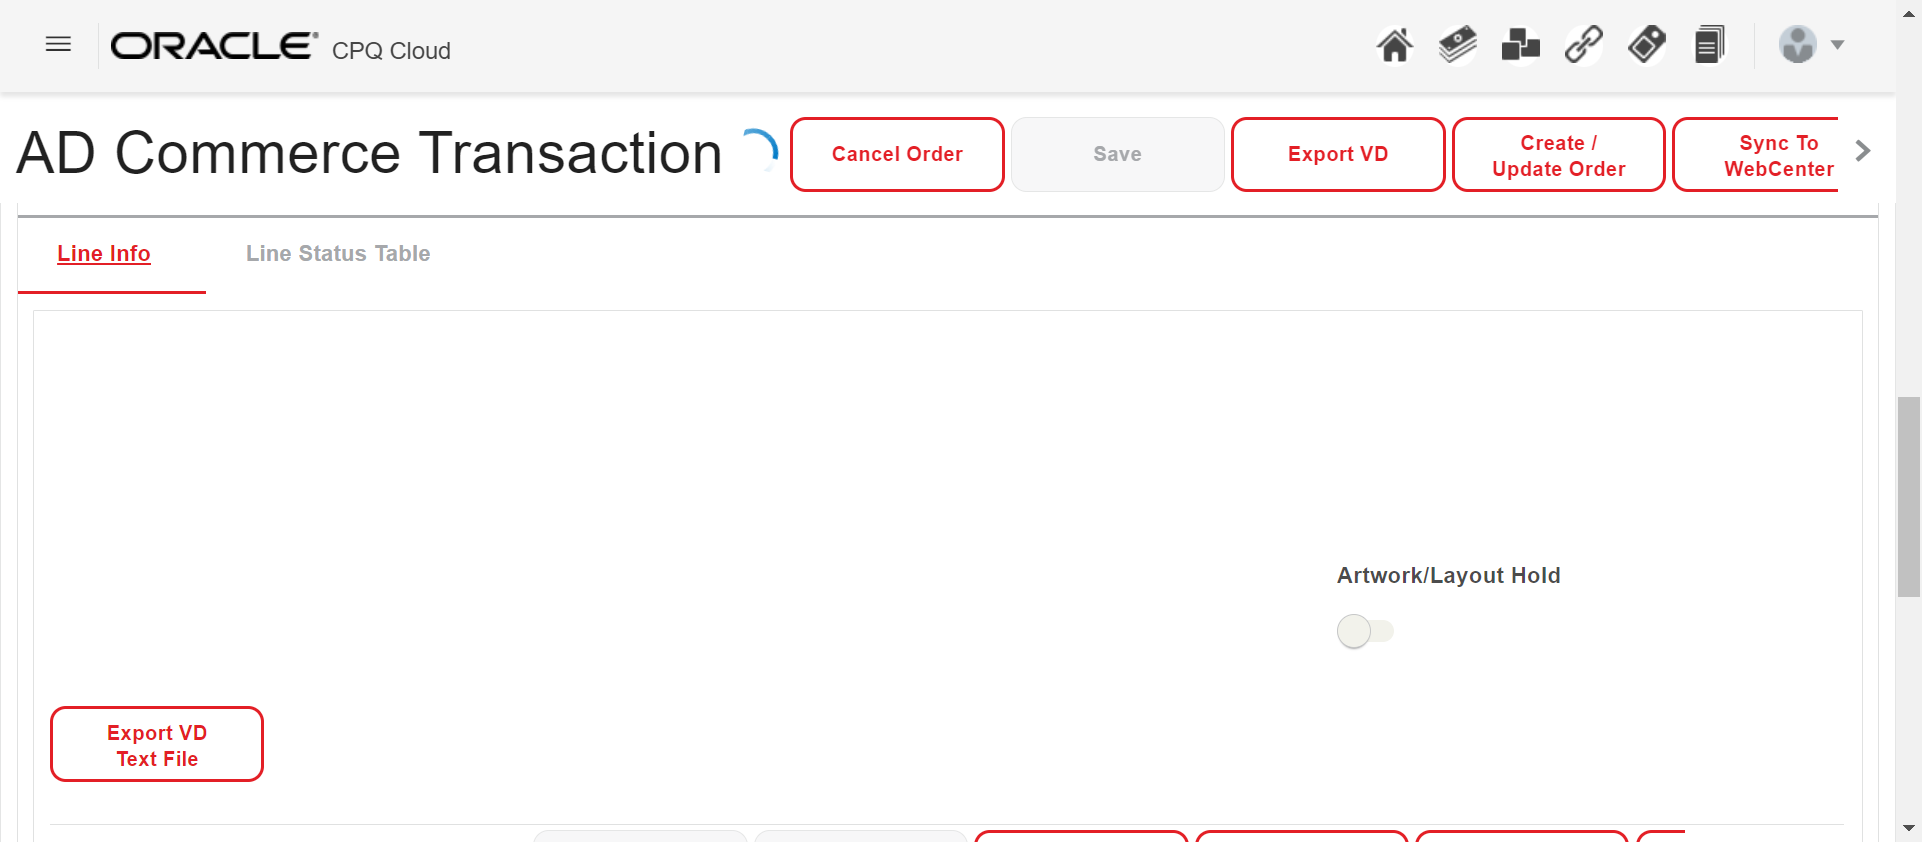 ORACLE® CPQ Cloud
AD Commerce Transaction
Cancel Order
Save
Export VD
Create /
Update Order
Sync To
WebCenter
Line Info
Line Status Table
Artwork/Layout Hold
Export VD
Text File